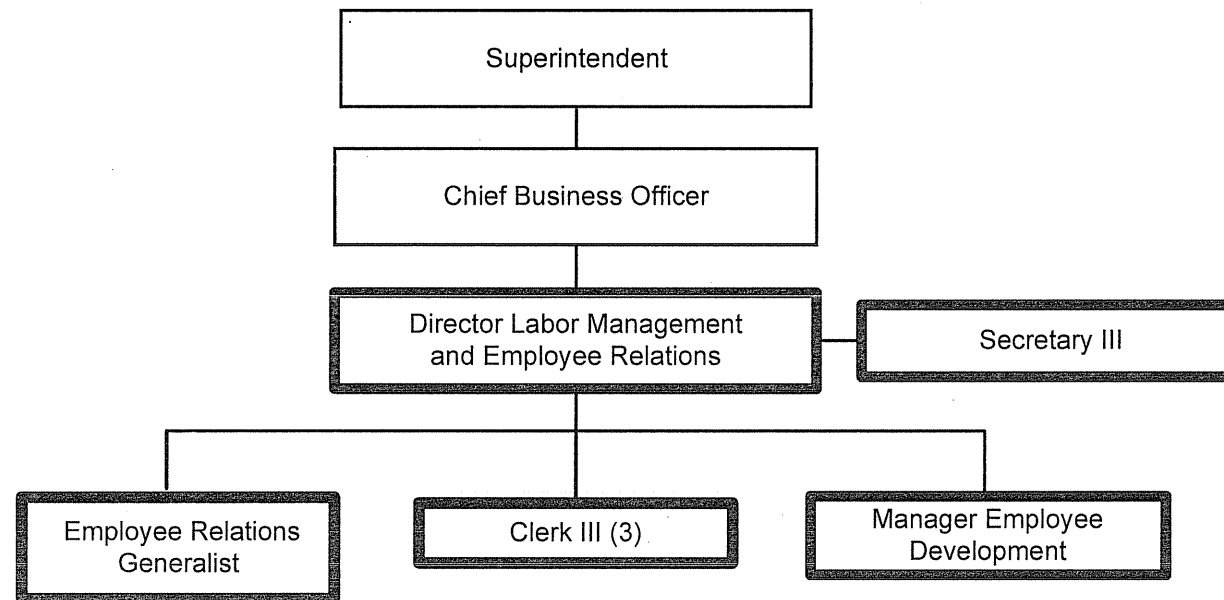 Superintendent
Chief Business Officer
Director Labor Management
and Employee Relations
Secretary III
Employee Relations
Generalist
Clerk III (3)
Manager Employee
Development